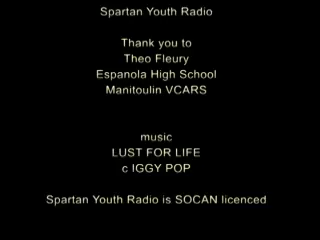 Spartan Youth Radio
Thank you to
Theo Fleury
Espanola High School
Manitoulin VCARS
music
LUST FOR LIFE
c IGGY POP
Spartan Youth Radio is SOCAN licenced